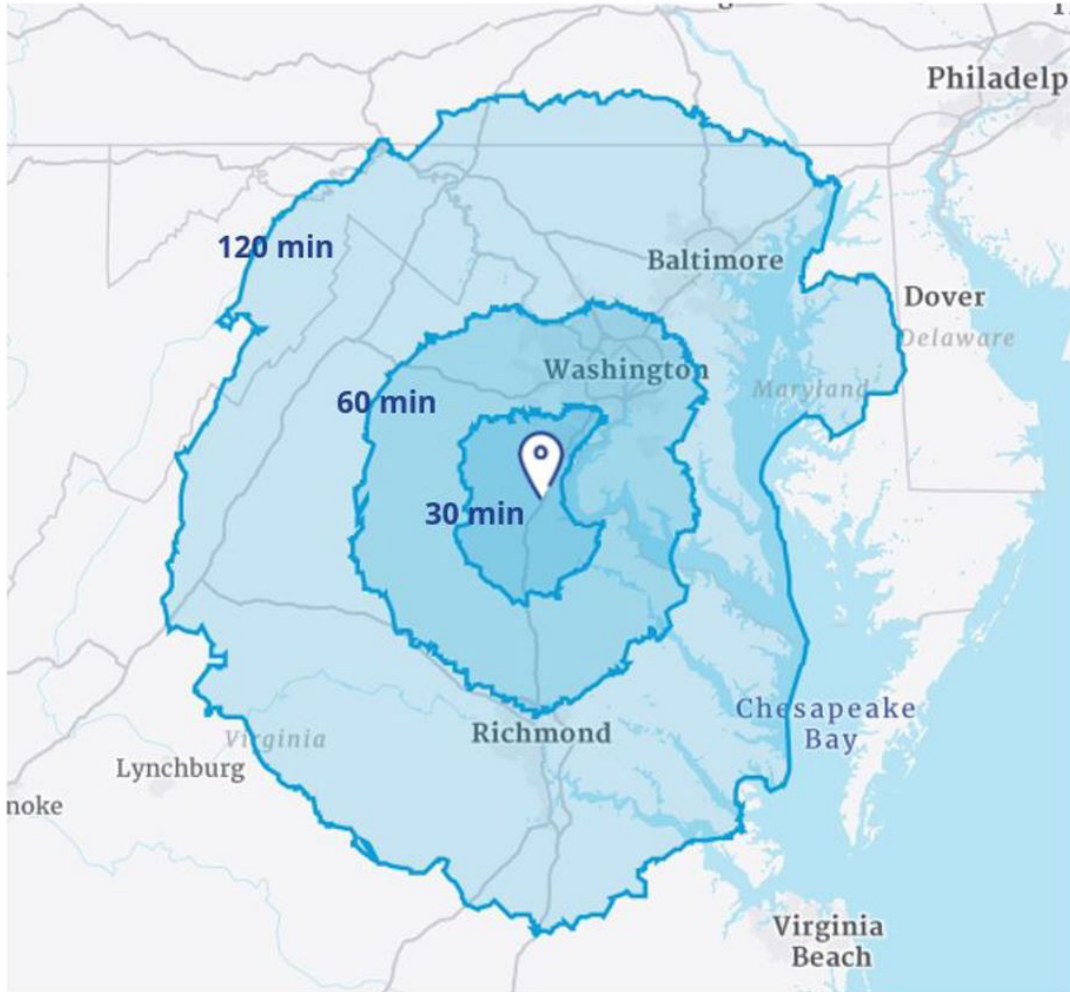 Philadelp
120 min
Baltimore
Dover
Delaware
Washington
Maryland
60 min
30 min
Chesapeake
Bay
Richmond
Virginia
Lynchburg
noke
Virginia
Beach